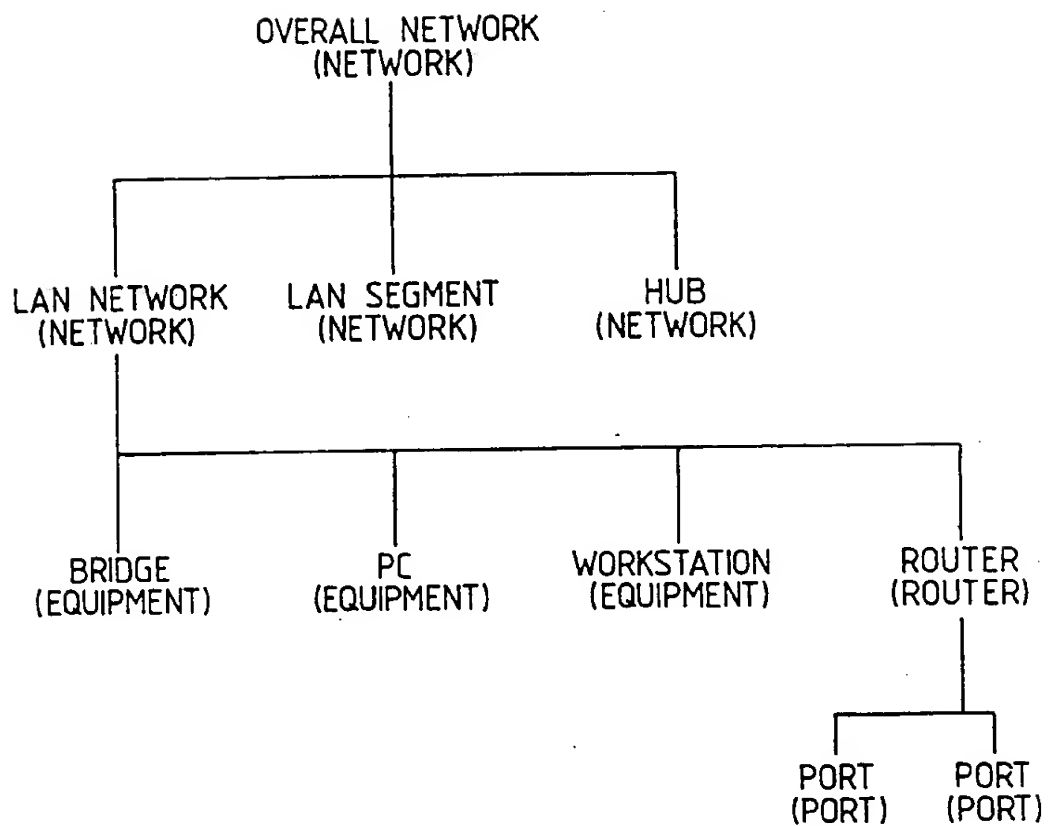 OVERALL NETWORK
(NETWORK)
LAN NETWORK
(NETWORK)
LAN SEGMENT
(NETWORK)
HUB
(NETWORK)
BRIDGE
(EQUIPMENT)
PC
(EQUIPMENT)
WORKSTATION
(EQUIPMENT)
ROUTER
(ROUTER)
PORT
(PORT)
PORT
(PORT)